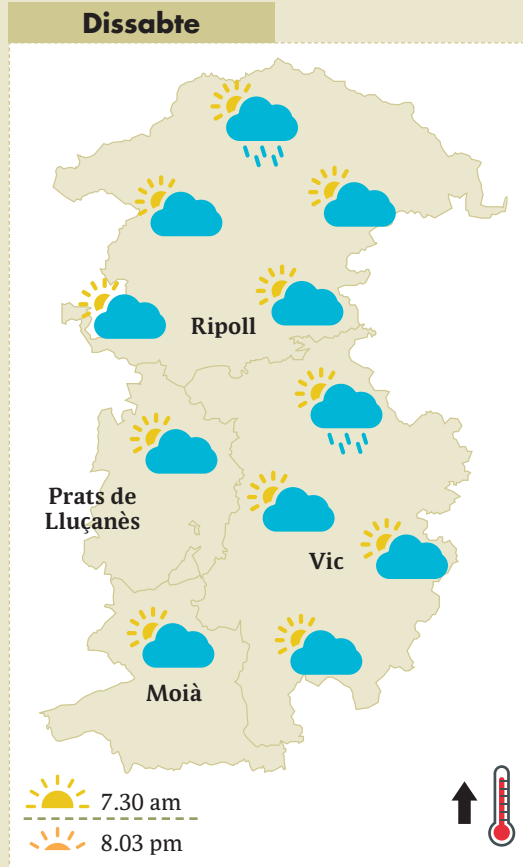 Dissabte
Ripoll
Prats de
Lluçanès
Vic
Moià
7.30 am
8.03 pm